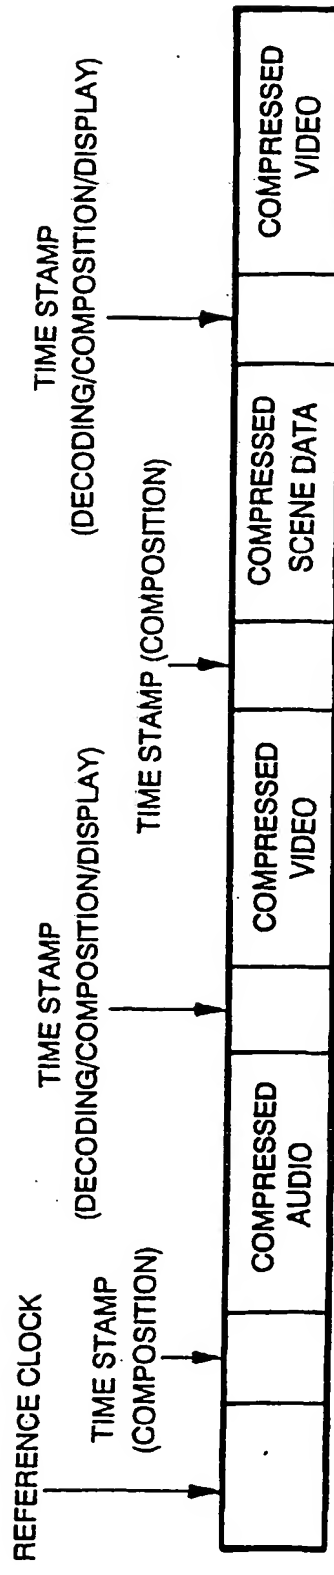 REFERENCE CLOCK
TIME STAMP
(COMPOSITION)
TIME STAMP
(DECODING/COMPOSITION/DISPLAY)
TIME STAMP (COMPOSITION)
TIME STAMP
(DECODING/COMPOSITION/DISPLAY)
COMPRESSED
AUDIO
COMPRESSED
VIDEO
COMPRESSED
SCENE DATA
COMPRESSED
VIDEO